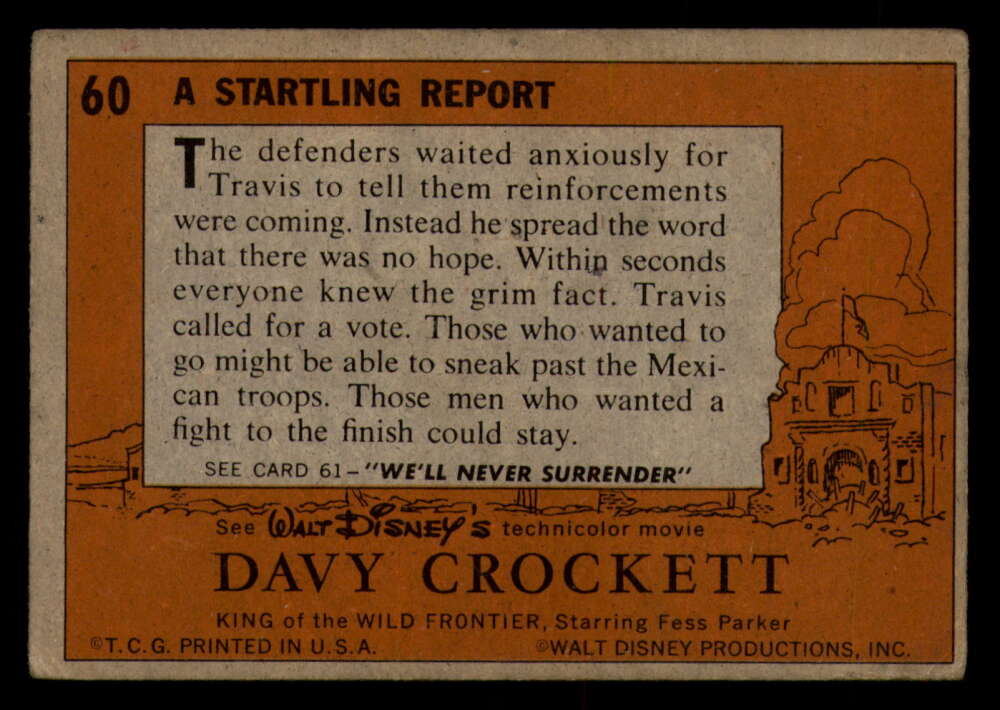 60 A STARTLING REPORT
The defenders waited anxiously for
Travis to tell them reinforcements
were coming. Instead he spread the word
that there was no hope. Within seconds
everyone knew the grim fact. Travis
called for a vote. Those who wanted to
go might be able to sneak past the Mexi-
can troops. Those men who wanted a
fight to the finish could stay.
SEE CARD 61-"WE'LL NEVER SURRENDER"
See WALT DISNEY'S technicolor movie
DAVY CROCKETT
KING of the WILD FRONTIER, Starring Fess Parker
©T.C.G. PRINTED IN U.S.A. ©WALT DISNEY PRODUCTIONS, INC.